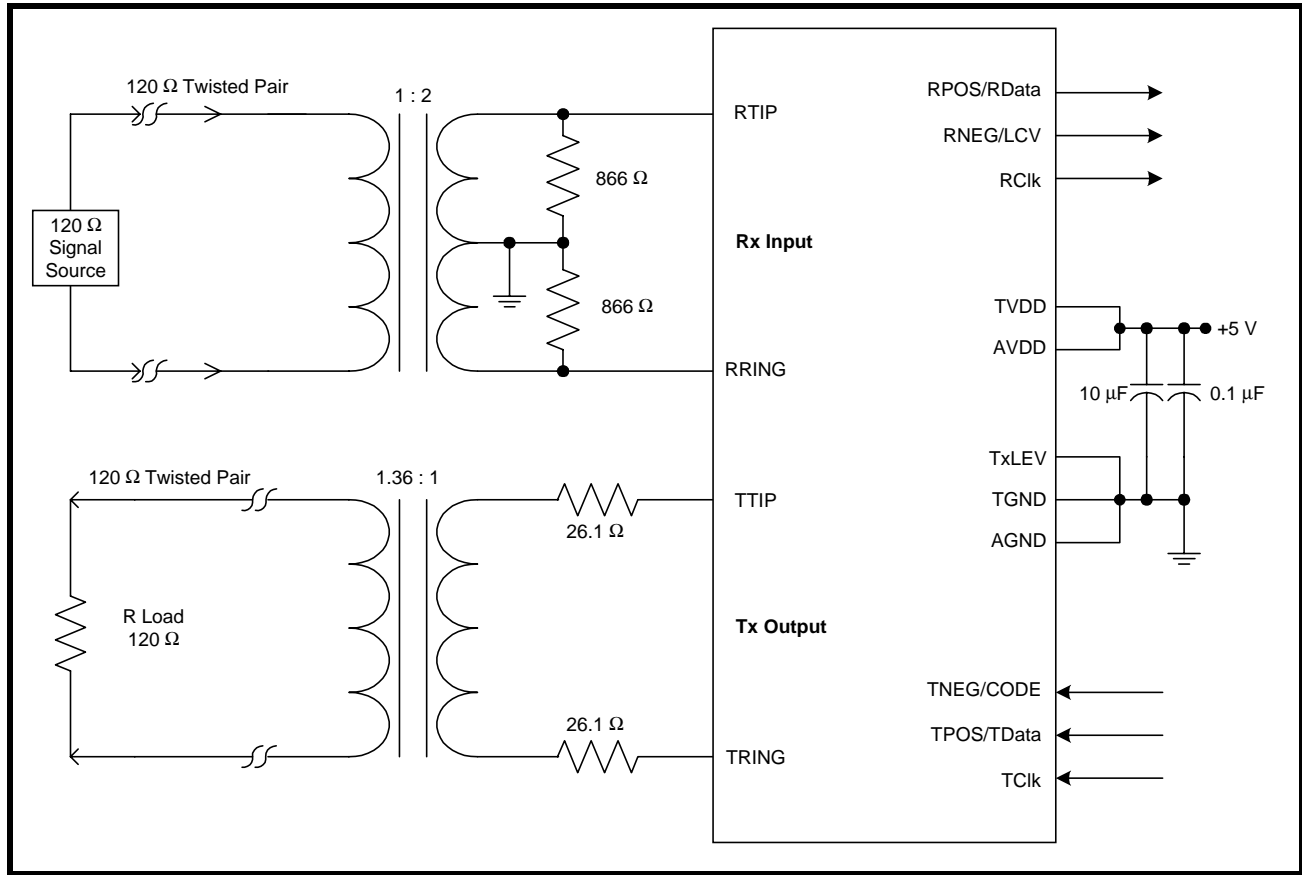 120 Ω Twisted Pair
1 : 2
RTIP
RPOS/RData
RNEG/LCV
RClk
866 Ω
120 Ω
Signal
Source
Rx Input
866 Ω
TVDD
AVDD
+5 V
RRING
10 μF
0.1 μF
120 Ω Twisted Pair
1.36 : 1
TxLEV
TTIP
TGND
26.1 Ω
AGND
R Load
120 Ω
Tx Output
TNEG/CODE
26.1 Ω
TPOS/TData
TRING
TClk